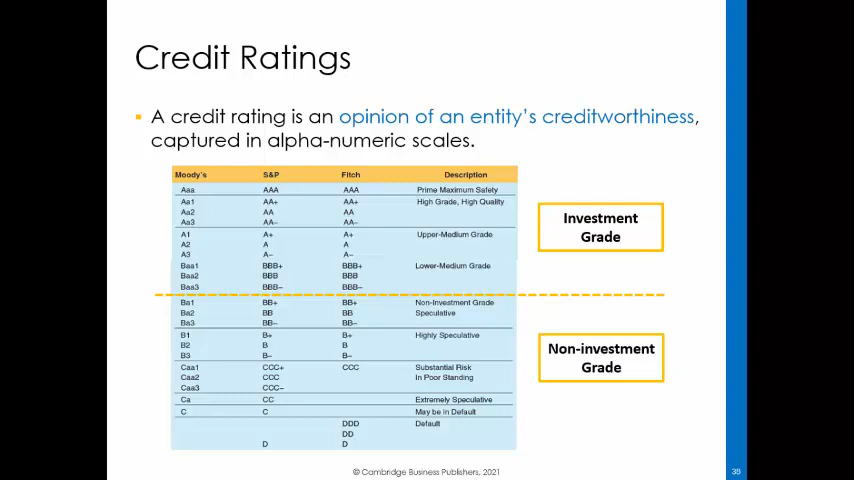 Credit Ratings
▪ A credit rating is an opinion of an entity's creditworthiness,
captured in alpha-numeric scales.
Moody's S&P Fitch Description
Aaa AAA AAA Prime Maximum Safety
Aa1 AA+ AA+ High Grade, High Quality
Aa2 AA AA
Aa3 AA– AA–
A1 A+ A+ Upper-Medium Grade
A2 A A
A3 A– A–
Baa1 BBB+ BBB+ Lower-Medium Grade
Baa2 BBB BBB
Baa3 BBB– BBB–
Ba1 BB+ BB+ Non-Investment Grade
Ba2 BB BB Speculative
Ba3 BB– BB–
B1 B+ B+ Highly Speculative
B2 B B
B3 B– B–
Caa1 CCC+ CCC Substantial Risk
Caa2 CCC In Poor Standing
Caa3 CCC–
Ca CC Extremely Speculative
C C May be in Default
DDD Default
DD
D D
Investment
Grade
Non-investment
Grade
© Cambridge Business Publishers, 2021
38